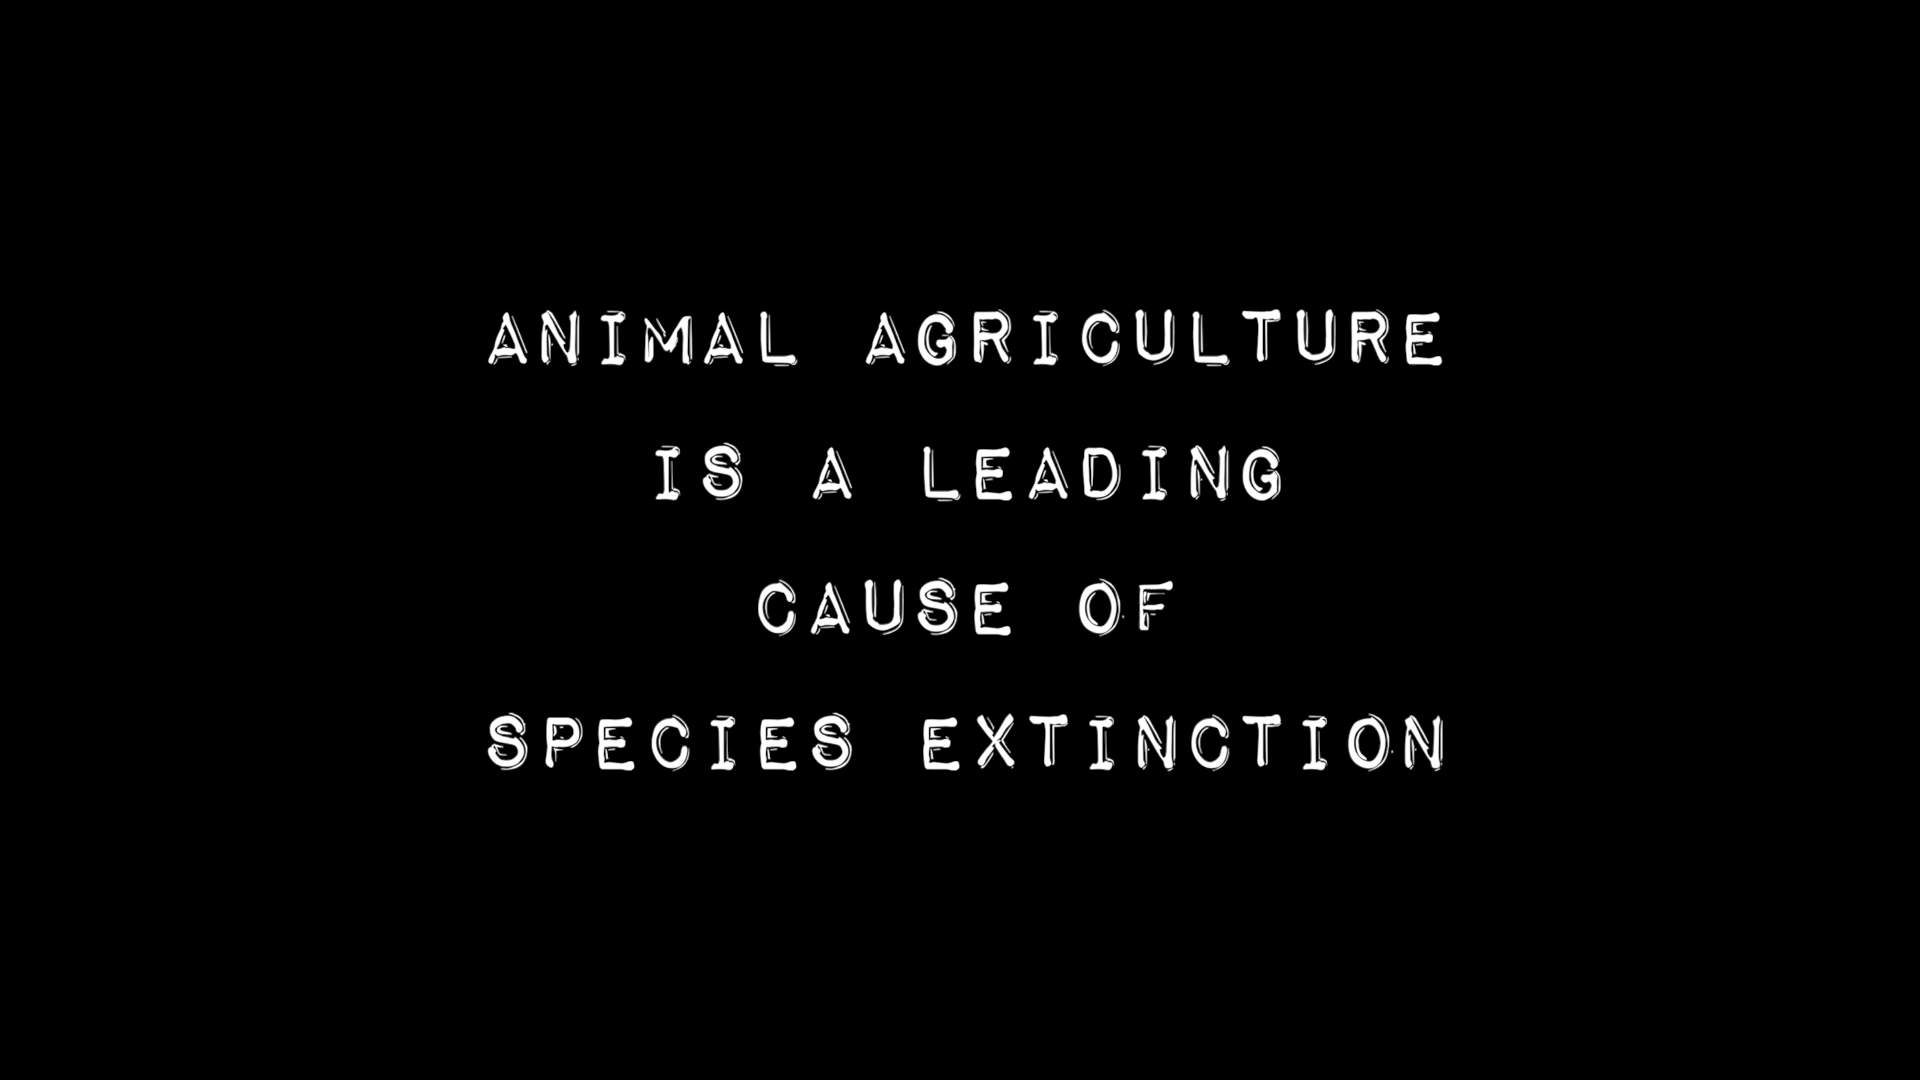 ANIMAL AGRICULTURE
IS A LEADING
CAUSE OF
SPECIES EXTINCTION